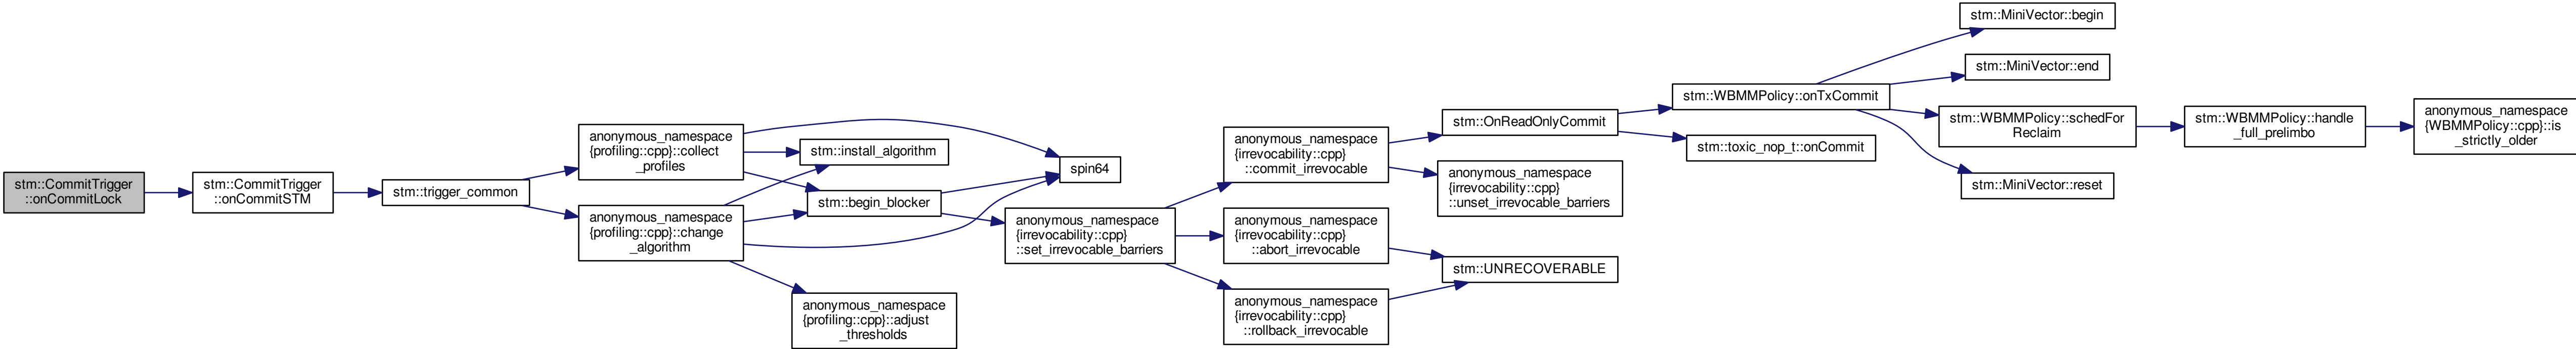 stm::CommitTrigger
::onCommitLock
stm::CommitTrigger
::onCommitSTM
stm::trigger_common
anonymous_namespace
{profiling::cpp}::collect
_profiles
anonymous_namespace
{profiling::cpp}::change
_algorithm
stm::install_algorithm
stm::begin_blocker
anonymous_namespace
{profiling::cpp}::adjust
_thresholds
spin64
anonymous_namespace
{irrevocability::cpp}
::set_irrevocable_barriers
anonymous_namespace
{irrevocability::cpp}
::commit_irrevocable
anonymous_namespace
{irrevocability::cpp}
::abort_irrevocable
anonymous_namespace
{irrevocability::cpp}
::rollback_irrevocable
stm::OnReadOnlyCommit
anonymous_namespace
{irrevocability::cpp}
::unset_irrevocable_barriers
stm::UNRECOVERABLE
stm::WBMMPolicy::onTxCommit
stm::toxic_nop_t::onCommit
stm::MiniVector::begin
stm::MiniVector::end
stm::WBMMPolicy::schedFor
Reclaim
stm::MiniVector::reset
stm::WBMMPolicy::handle
_full_prelimbo
anonymous_namespace
{WBMMPolicy::cpp}::is
_strictly_older